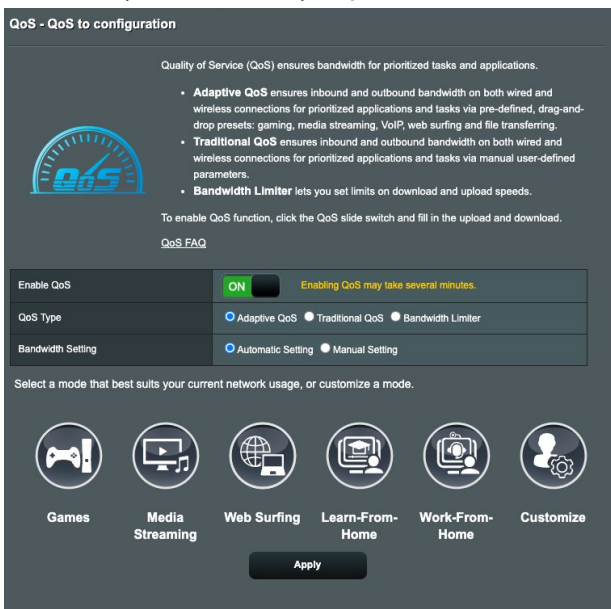 QoS - QoS to configuration
Quality of Service (QoS) ensures bandwidth for prioritized tasks and applications.
• Adaptive QoS ensures inbound and outbound bandwidth on both wired and
wireless connections for prioritized applications and tasks via pre-defined, drag-and-
drop presets: gaming, media streaming, VoIP, web surfing and file transferring.
• Traditional QoS ensures inbound and outbound bandwidth on both wired and
wireless connections for prioritized applications and tasks via manual user-defined
parameters.
• Bandwidth Limiter lets you set limits on download and upload speeds.
QoS
To enable QoS function, click the QoS slide switch and fill in the upload and download.
QoS FAQ
Enable QoS ON Enabling QoS may take several minutes.
QoS Type Adaptive QoS Traditional QoS Bandwidth Limiter
Bandwidth Setting Automatic Setting Manual Setting
Select a mode that best suits your current network usage, or customize a mode.
Games Media Web Surfing Learn-From- Work-From- Customize
Streaming Home Home
Apply